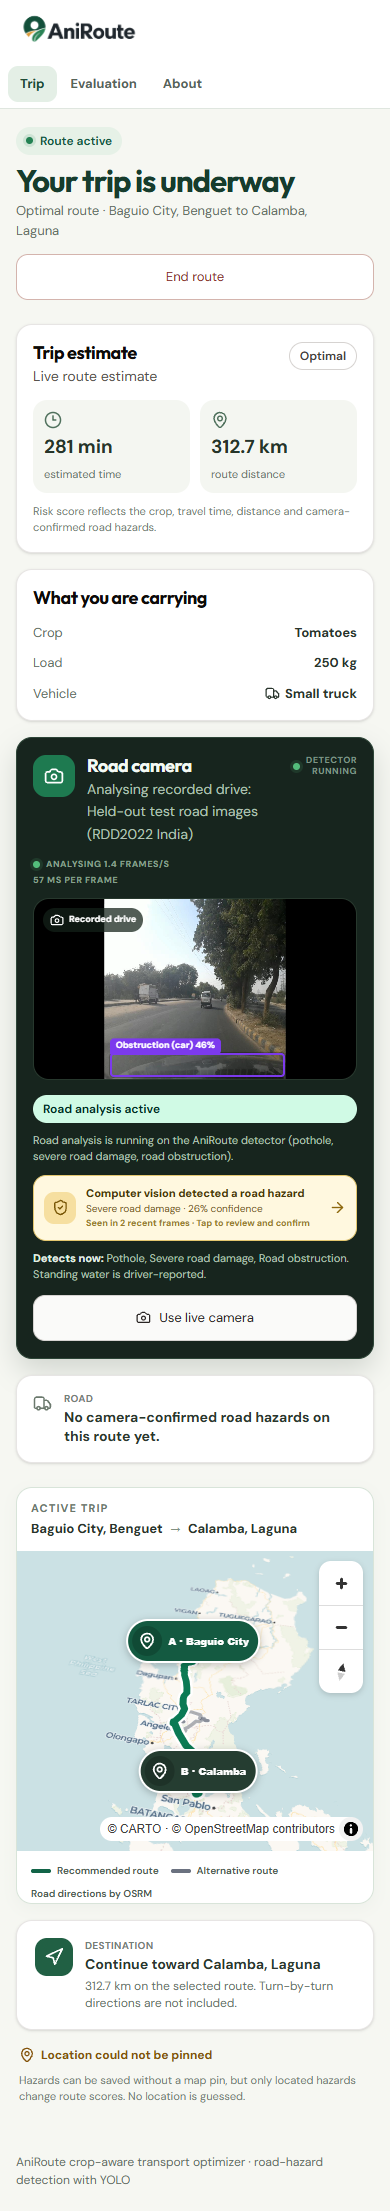 AniRoute
Trip Evaluation About
Route active
Your trip is underway
Optimal route · Baguio City, Benguet to Calamba,
Laguna
End route
Trip estimate
Optimal
Live route estimate
281 min
estimated time
312.7 km
route distance
Risk score reflects the crop, travel time, distance and camera-
confirmed road hazards.
What you are carrying
Crop Tomatoes
Load 250 kg
Vehicle Small truck
Road camera
DETECTOR
RUNNING
Analysing recorded drive:
Held-out test road images
(RDD2022 India)
ANALYSING 1.4 FRAMES/S
57 MS PER FRAME
Recorded drive
Obstruction (car) 46%
Road analysis active
Road analysis is running on the AniRoute detector (pothole,
severe road damage, road obstruction).
Computer vision detected a road hazard
Severe road damage · 26% confidence
Seen in 2 recent frames · Tap to review and confirm
Detects now: Pothole, Severe road damage, Road obstruction.
Standing water is driver-reported.
Use live camera
ROAD
No camera-confirmed road hazards on
this route yet.
ACTIVE TRIP
Baguio City, Benguet → Calamba, Laguna
LAOAG
VIGAN
TUGUEGARAO
A · Baguio City
Dagupan
TARLAC CITY
Angele
Olongapo
B · Calamba
San Pablo
BATANG
© CARTO · © OpenStreetMap contributors
Recommended route Alternative route
Road directions by OSRM
DESTINATION
Continue toward Calamba, Laguna
312.7 km on the selected route. Turn-by-turn
directions are not included.
Location could not be pinned
Hazards can be saved without a map pin, but only located hazards
change route scores. No location is guessed.
AniRoute crop-aware transport optimizer · road-hazard
detection with YOLO